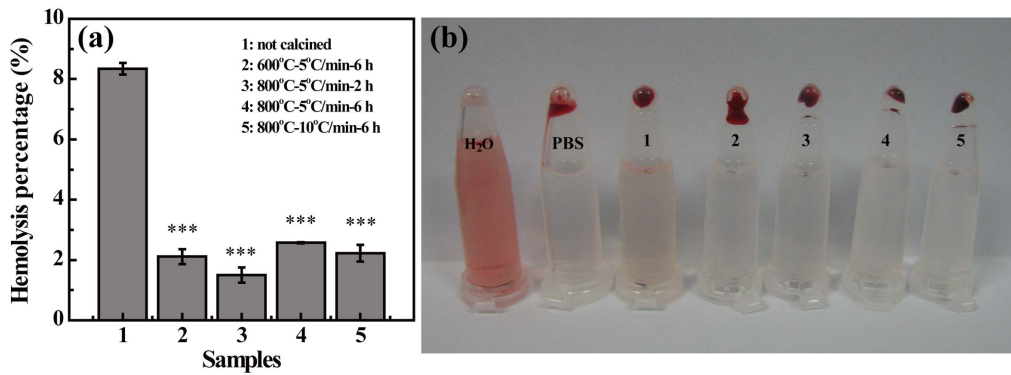 (a)
1: not calcined
2: 600°C-5°C/min-6 h
3: 800°C-5°C/min-2 h
4: 800°C-5°C/min-6 h
5: 800°C-10°C/min-6 h
Hemolysis percentage (%)
10
8
6
4
2
0
*** *** *** ***
1 2 3 4 5
Samples
(b)
H₂O PBS 1 2 3 4 5